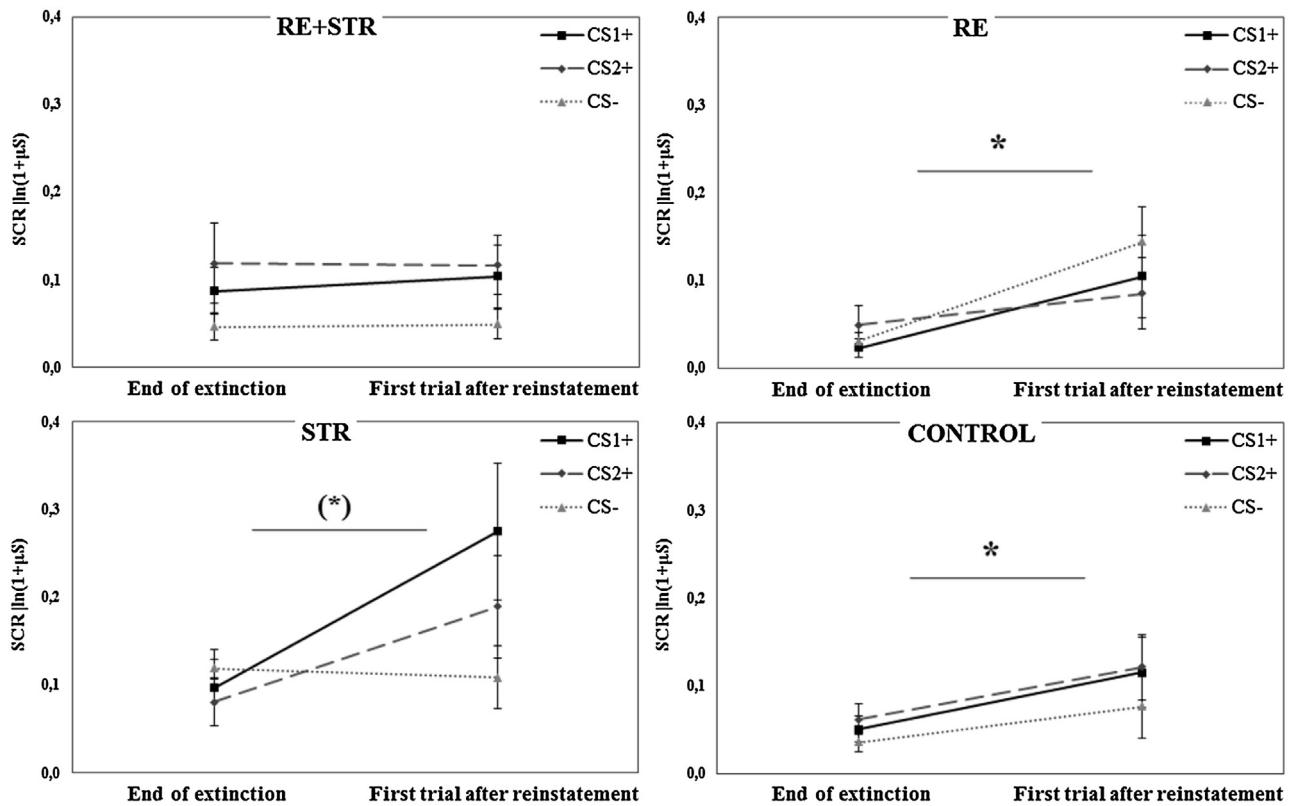 RE+STR
CS1+
CS2+
CS-
0,4
0,3
0,2
0,1
0,0
SCR |ln(1+µS)
End of extinction First trial after reinstatement
RE
CS1+
CS2+
CS-
0,4
0,3
0,2
0,1
0,0
SCR |ln(1+µS)
*
End of extinction First trial after reinstatement
STR
CS1+
CS2+
CS-
0,4
0,3
0,2
0,1
0,0
SCR |ln(1+µS)
(*)
End of extinction First trial after reinstatement
CONTROL
CS1+
CS2+
CS-
0,4
0,3
0,2
0,1
0,0
SCR |ln(1+µS)
*
End of extinction First trial after reinstatement